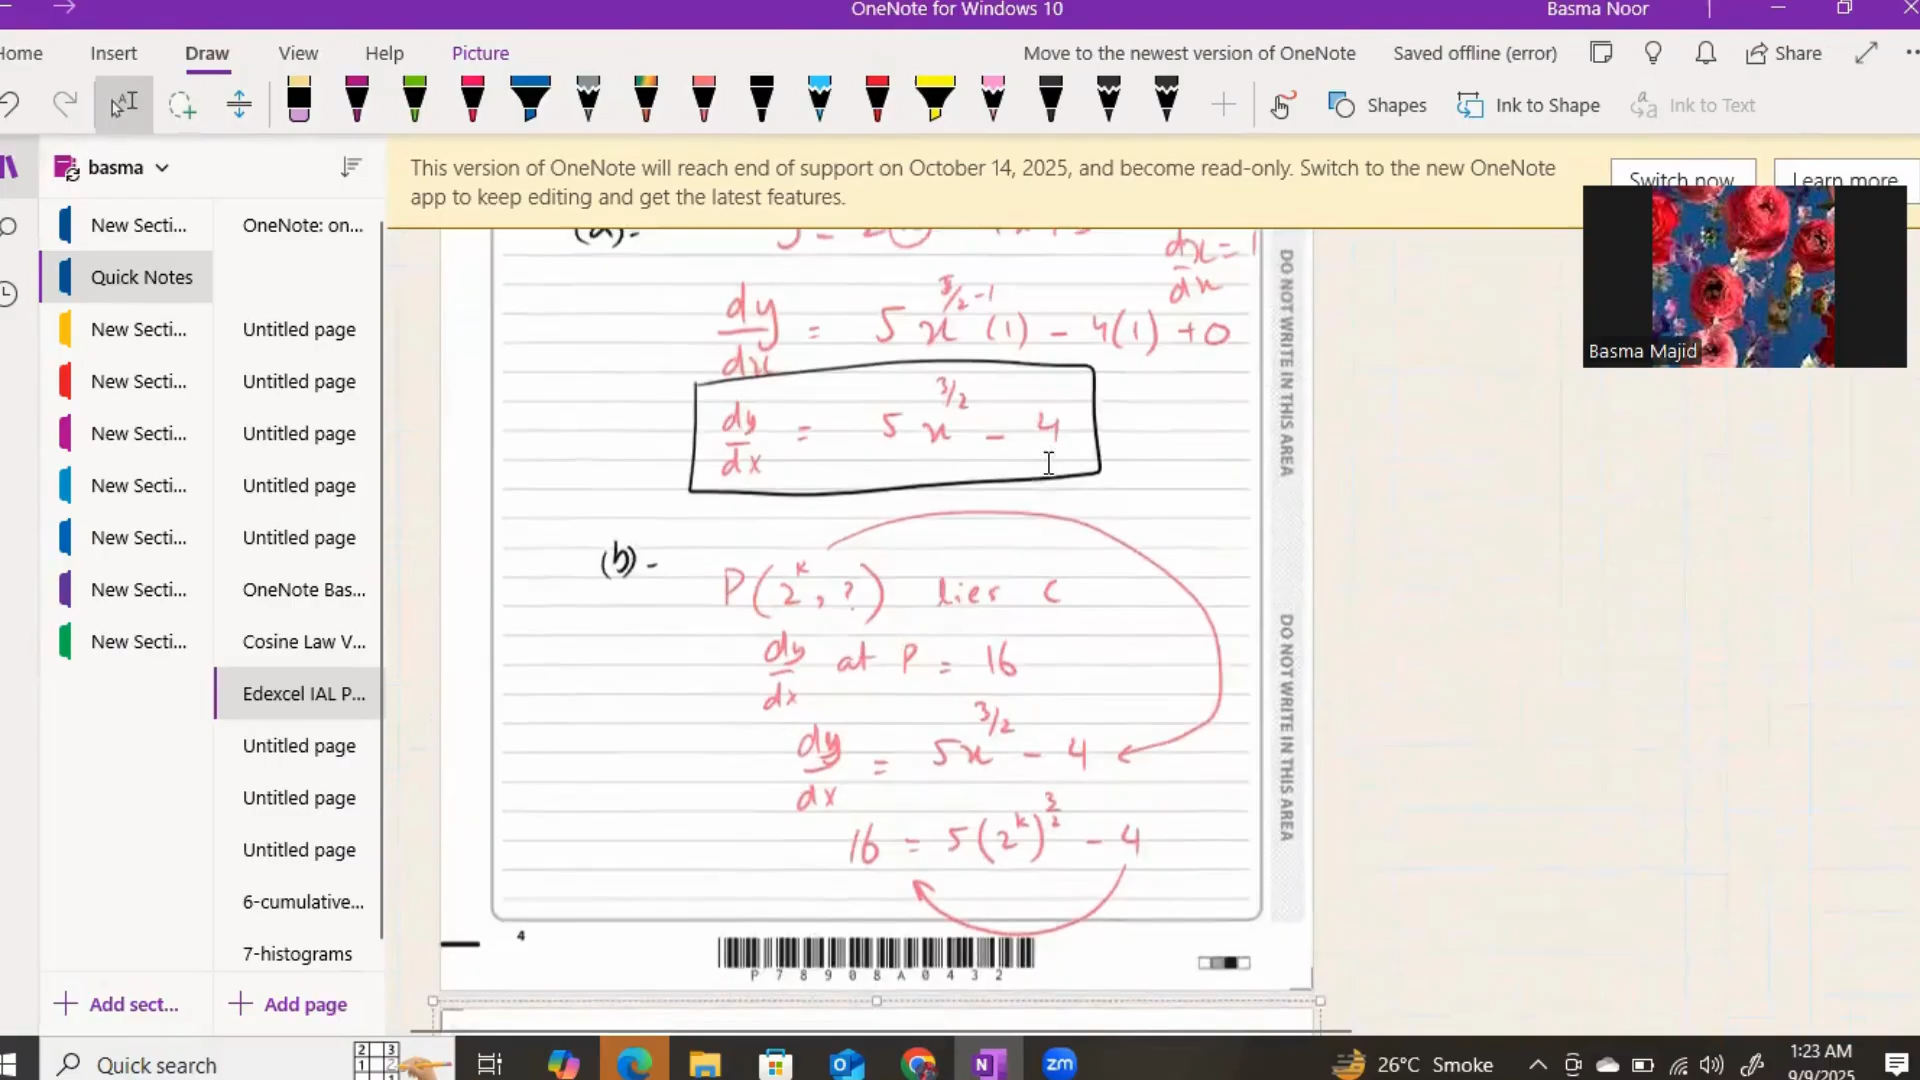 OneNote for Windows 10
Basma Noor
Home Insert Draw View Help Picture
Move to the newest version of OneNote Saved offline (error) Share
Shapes Ink to Shape Ink to Text
basma
This version of OneNote will reach end of support on October 14, 2025, and become read-only. Switch to the new OneNote
app to keep editing and get the latest features.
Switch now Learn more
New Secti...
Quick Notes
New Secti...
New Secti...
New Secti...
New Secti...
New Secti...
New Secti...
New Secti...
Add sect...
OneNote: on...
Untitled page
Untitled page
Untitled page
Untitled page
Untitled page
OneNote Bas...
Cosine Law V...
Edexcel IAL P...
Untitled page
Untitled page
Untitled page
6-cumulative...
7-histograms
Add page
Basma Majid
(a).
dx/dx = 1
dy/dx = 5x^(5/2 - 1) (1) - 4(1) + 0
dy/dx = 5x^(3/2) - 4
(b) -
P(2^k, ?) lies C
dy/dx at P = 16
dy/dx = 5x^(3/2) - 4
16 = 5(2^k)^(3/2) - 4
4
P 7 8 9 0 8 A 0 4 3 2
DO NOT WRITE IN THIS AREA
DO NOT WRITE IN THIS AREA
Quick search
zm
26°C Smoke
1:23 AM
9/9/2025